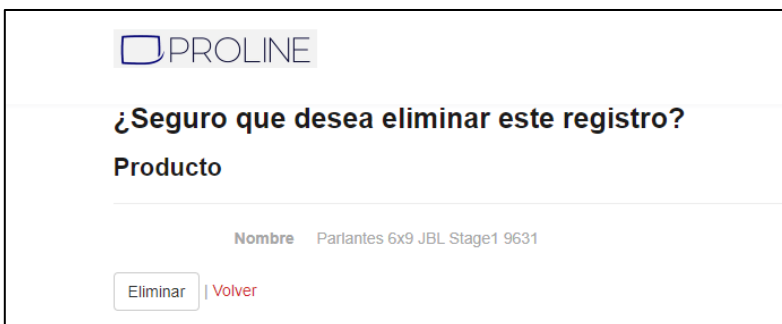 PROLINE
¿Seguro que desea eliminar este registro?
Producto
Nombre Parlantes 6x9 JBL Stage1 9631
Eliminar | Volver